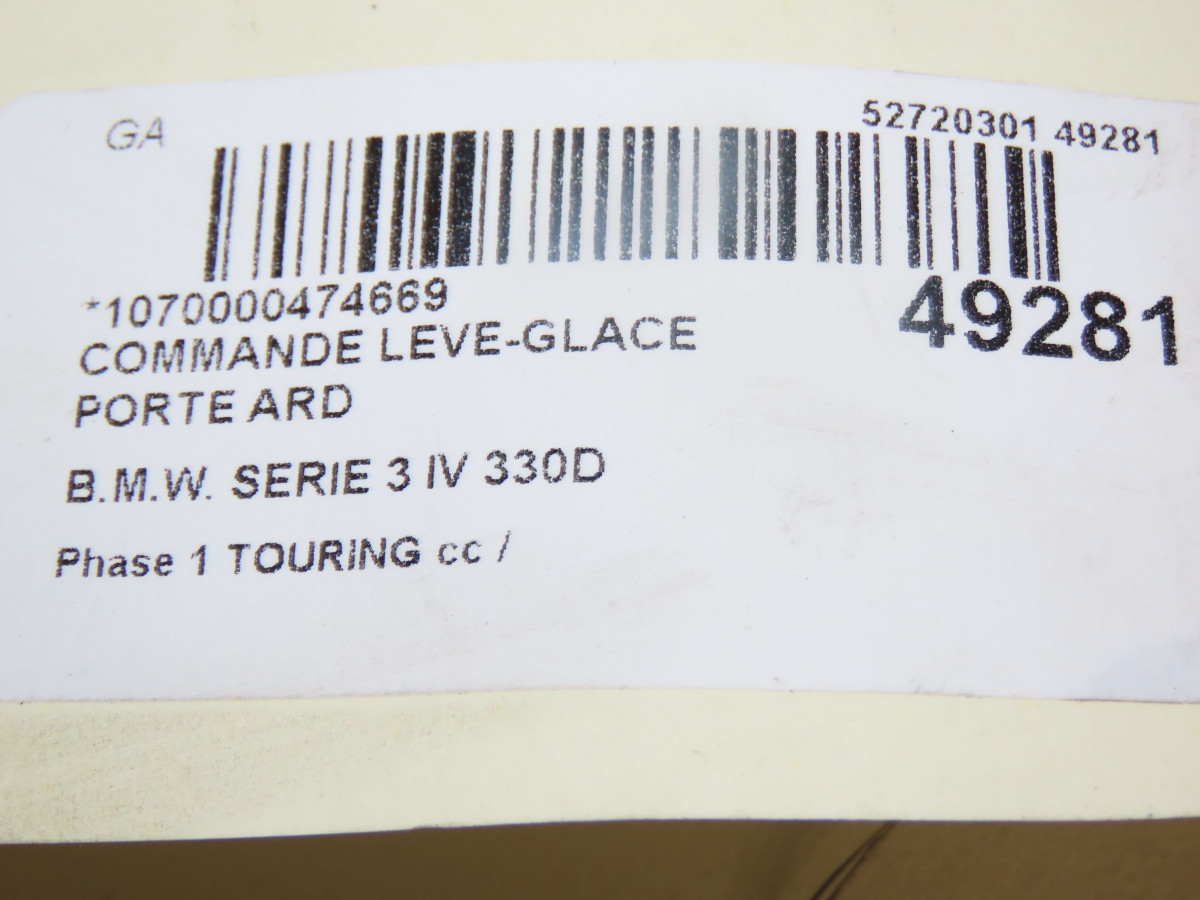 GA
52720301 49281
*1070000474669
49281
COMMANDE LEVE-GLACE
PORTE ARD
B.M.W. SERIE 3 IV 330D
Phase 1 TOURING cc /